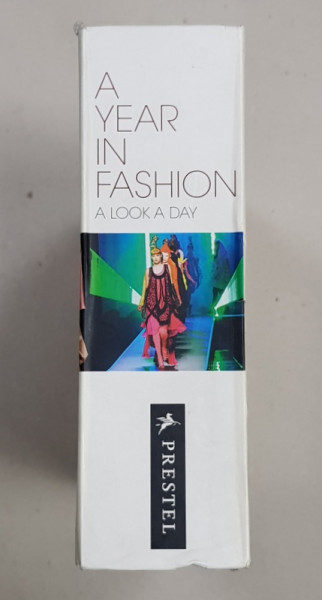 A
YEAR
IN
FASHION
A LOOK A DAY
PRESTEL